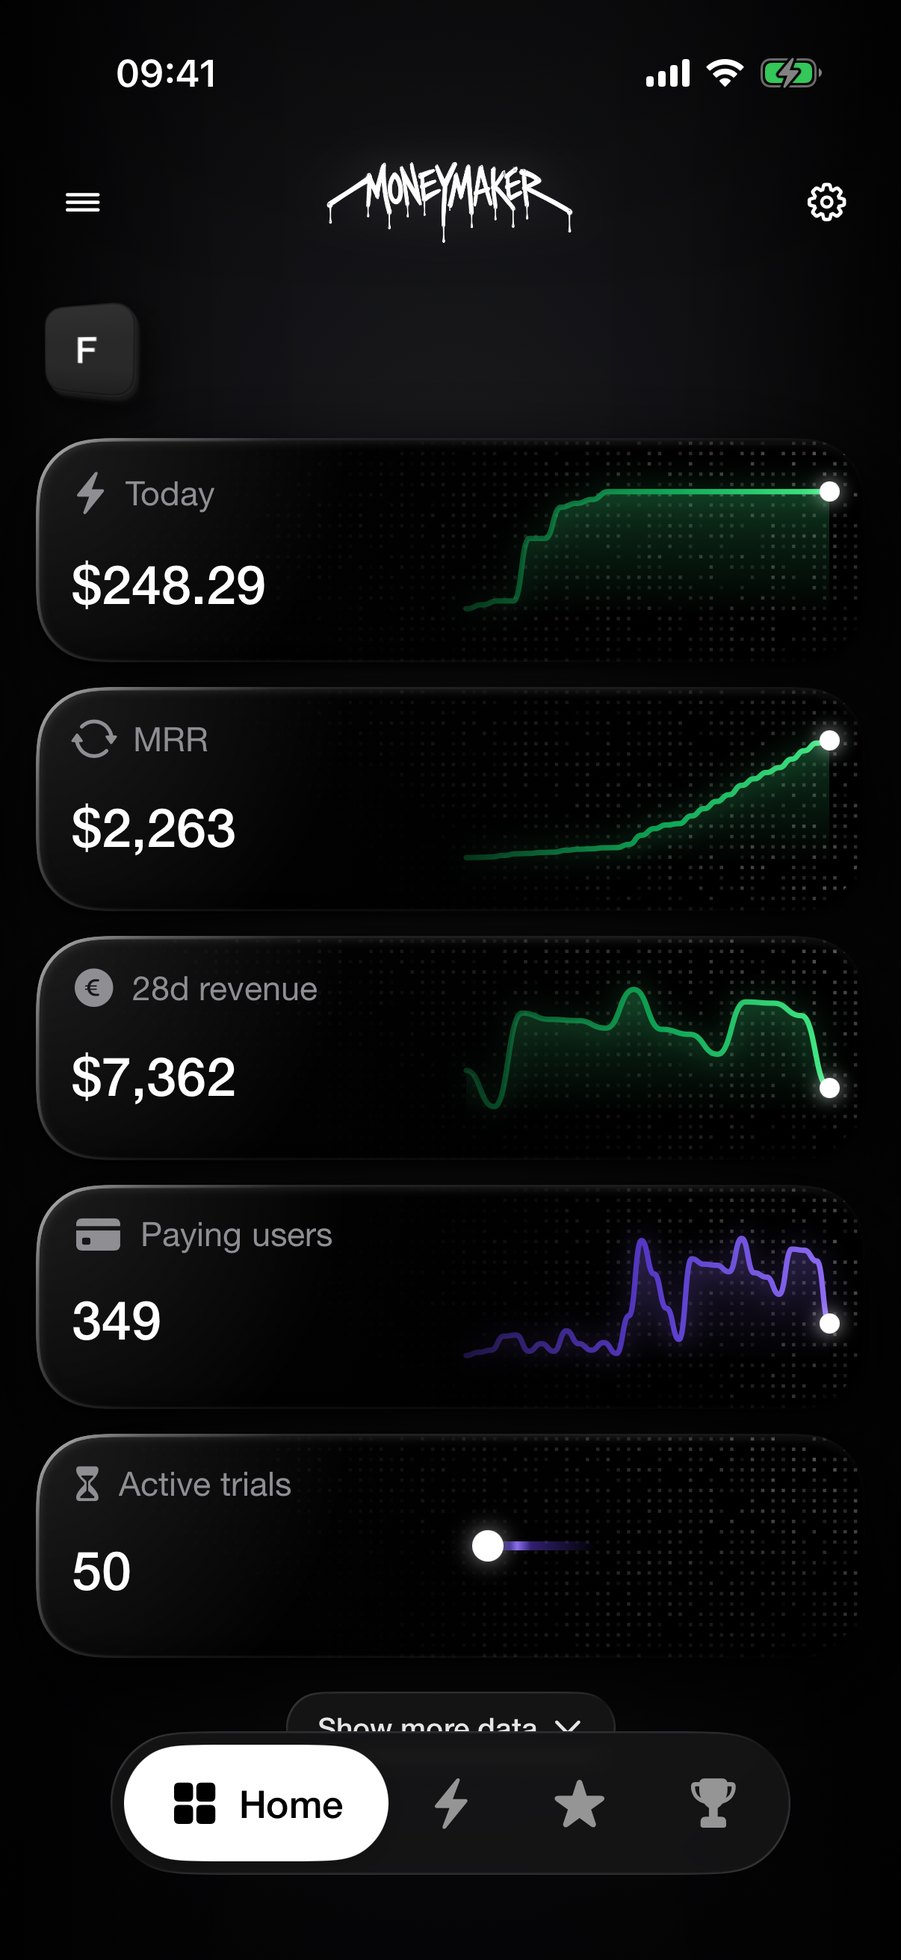 09:41
MONEYMAKER
F
Today
$248.29
MRR
$2,263
€ 28d revenue
$7,362
Paying users
349
Active trials
50
Show more data
Home